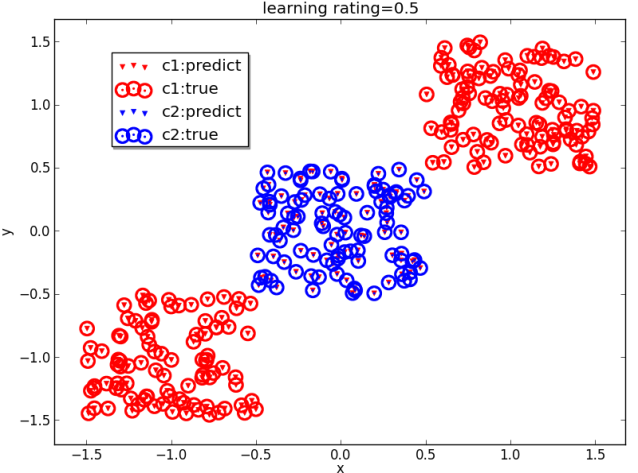 learning rating=0.5
c1:predict
c1:true
c2:predict
c2:true
y
1.5
1.0
0.5
0.0
−0.5
−1.0
−1.5
−1.5 −1.0 −0.5 0.0 0.5 1.0 1.5
x